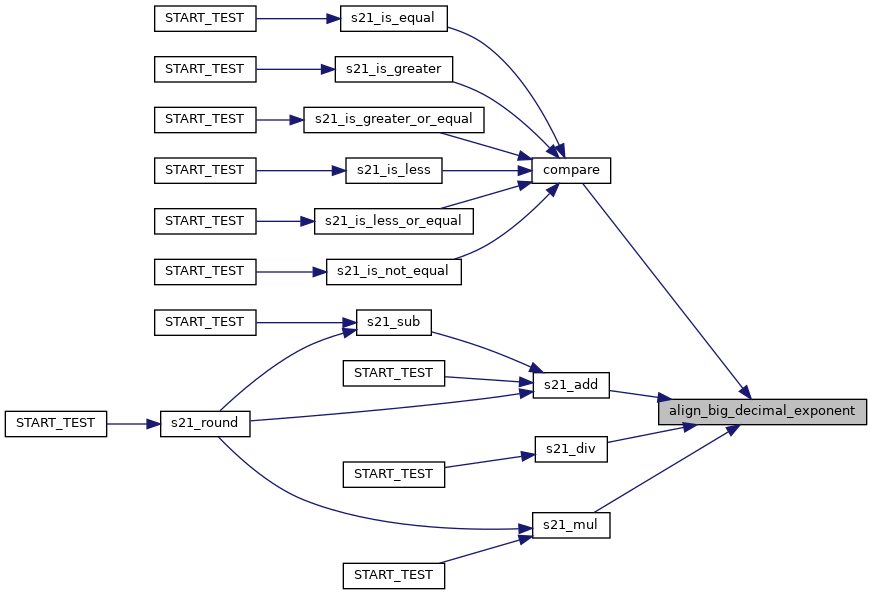 START_TEST
s21_is_equal
START_TEST
s21_is_greater
START_TEST
s21_is_greater_or_equal
START_TEST
s21_is_less
compare
START_TEST
s21_is_less_or_equal
START_TEST
s21_is_not_equal
START_TEST
s21_sub
START_TEST
s21_add
START_TEST
s21_round
align_big_decimal_exponent
START_TEST
s21_div
s21_mul
START_TEST